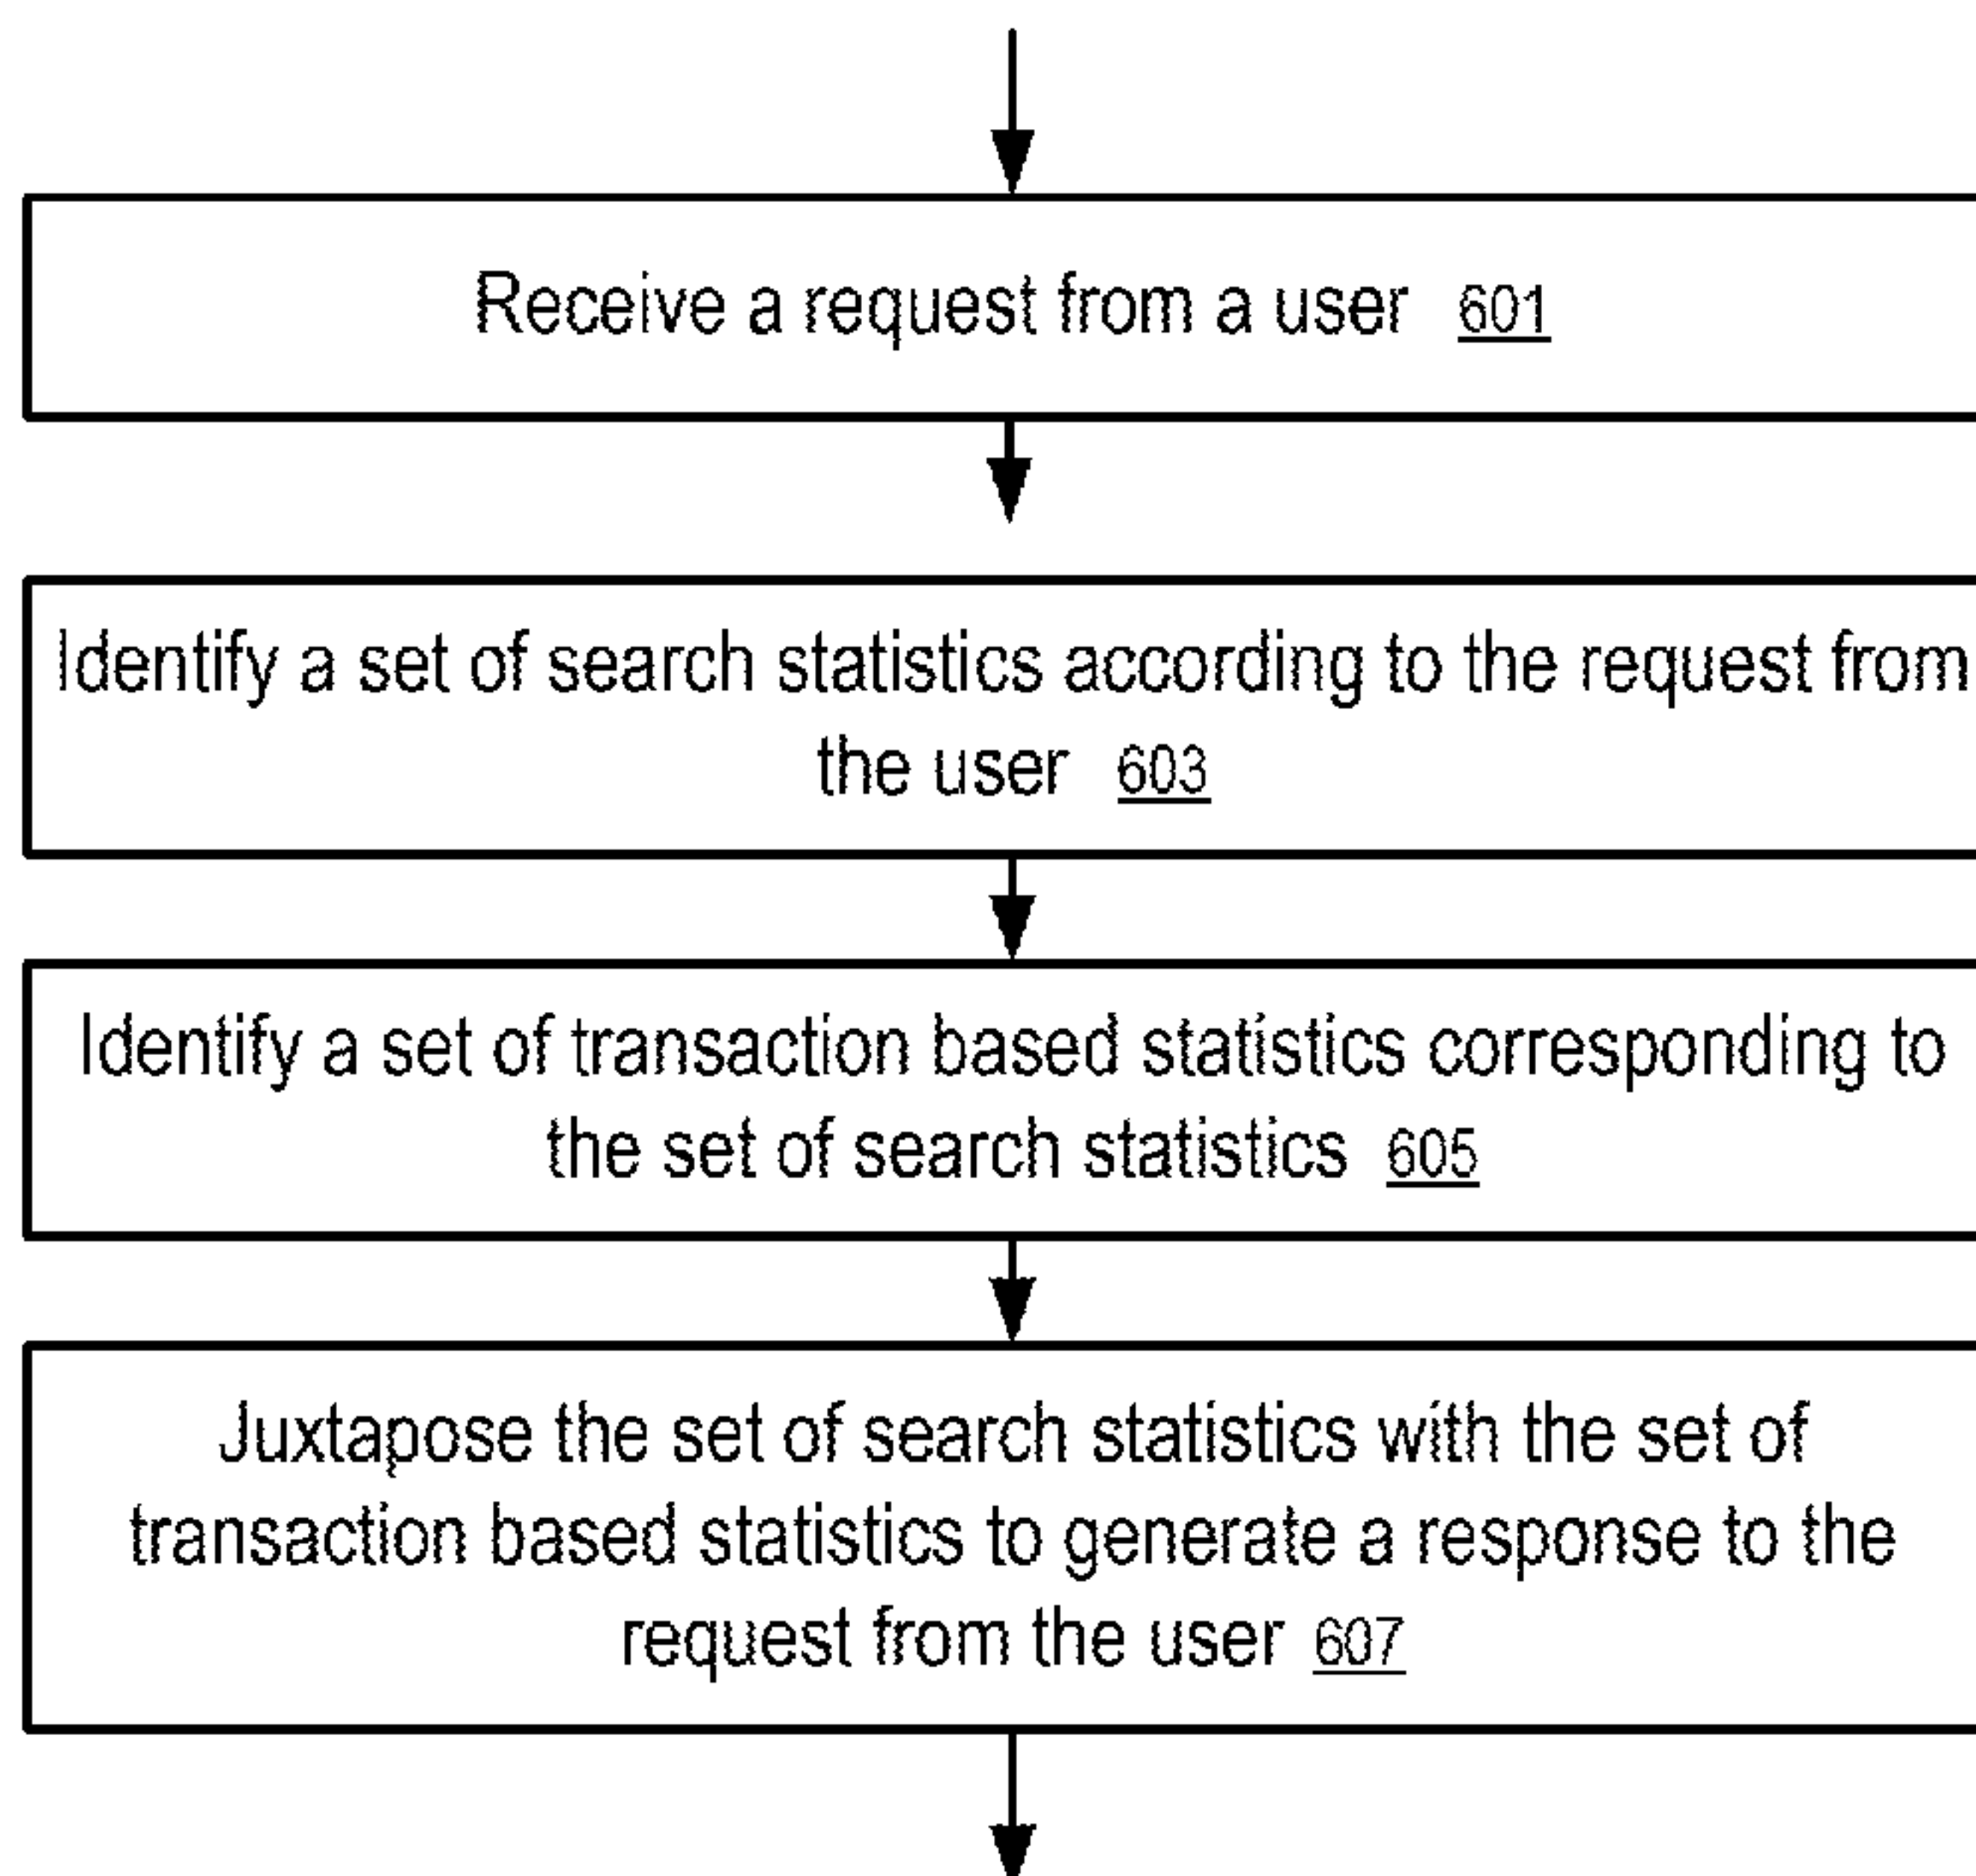 Receive a request from a user 601
Identify a set of search statistics according to the request from
the user 603
Identify a set of transaction based statistics corresponding to
the set of search statistics 605
Juxtapose the set of search statistics with the set of
transaction based statistics to generate a response to the
request from the user 607